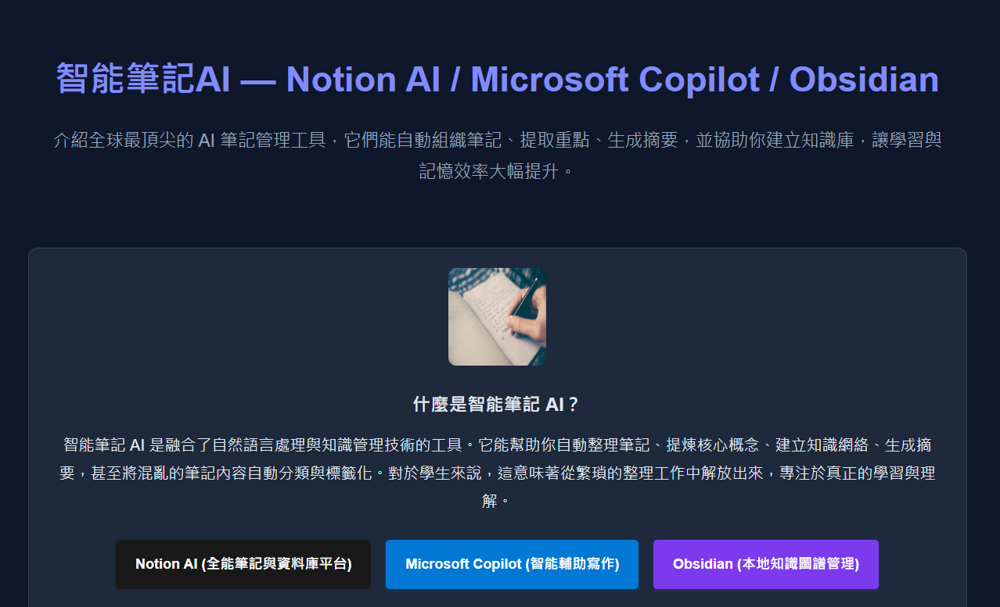 智能筆記AI — Notion AI / Microsoft Copilot / Obsidian
介紹全球最頂尖的 AI 筆記管理工具，它們能自動組織筆記、提取重點、生成摘要，並協助你建立知識庫，讓學習與
記憶效率大幅提升。
什麼是智能筆記 AI？
智能筆記 AI 是融合了自然語言處理與知識管理技術的工具。它能幫助你自動整理筆記、提煉核心概念、建立知識網絡、生成摘
要，甚至將混亂的筆記內容自動分類與標籤化。對於學生來說，這意味著從繁瑣的整理工作中解放出來，專注於真正的學習與理
解。
Notion AI (全能筆記與資料庫平台)
Microsoft Copilot (智能輔助寫作)
Obsidian (本地知識圖譜管理)